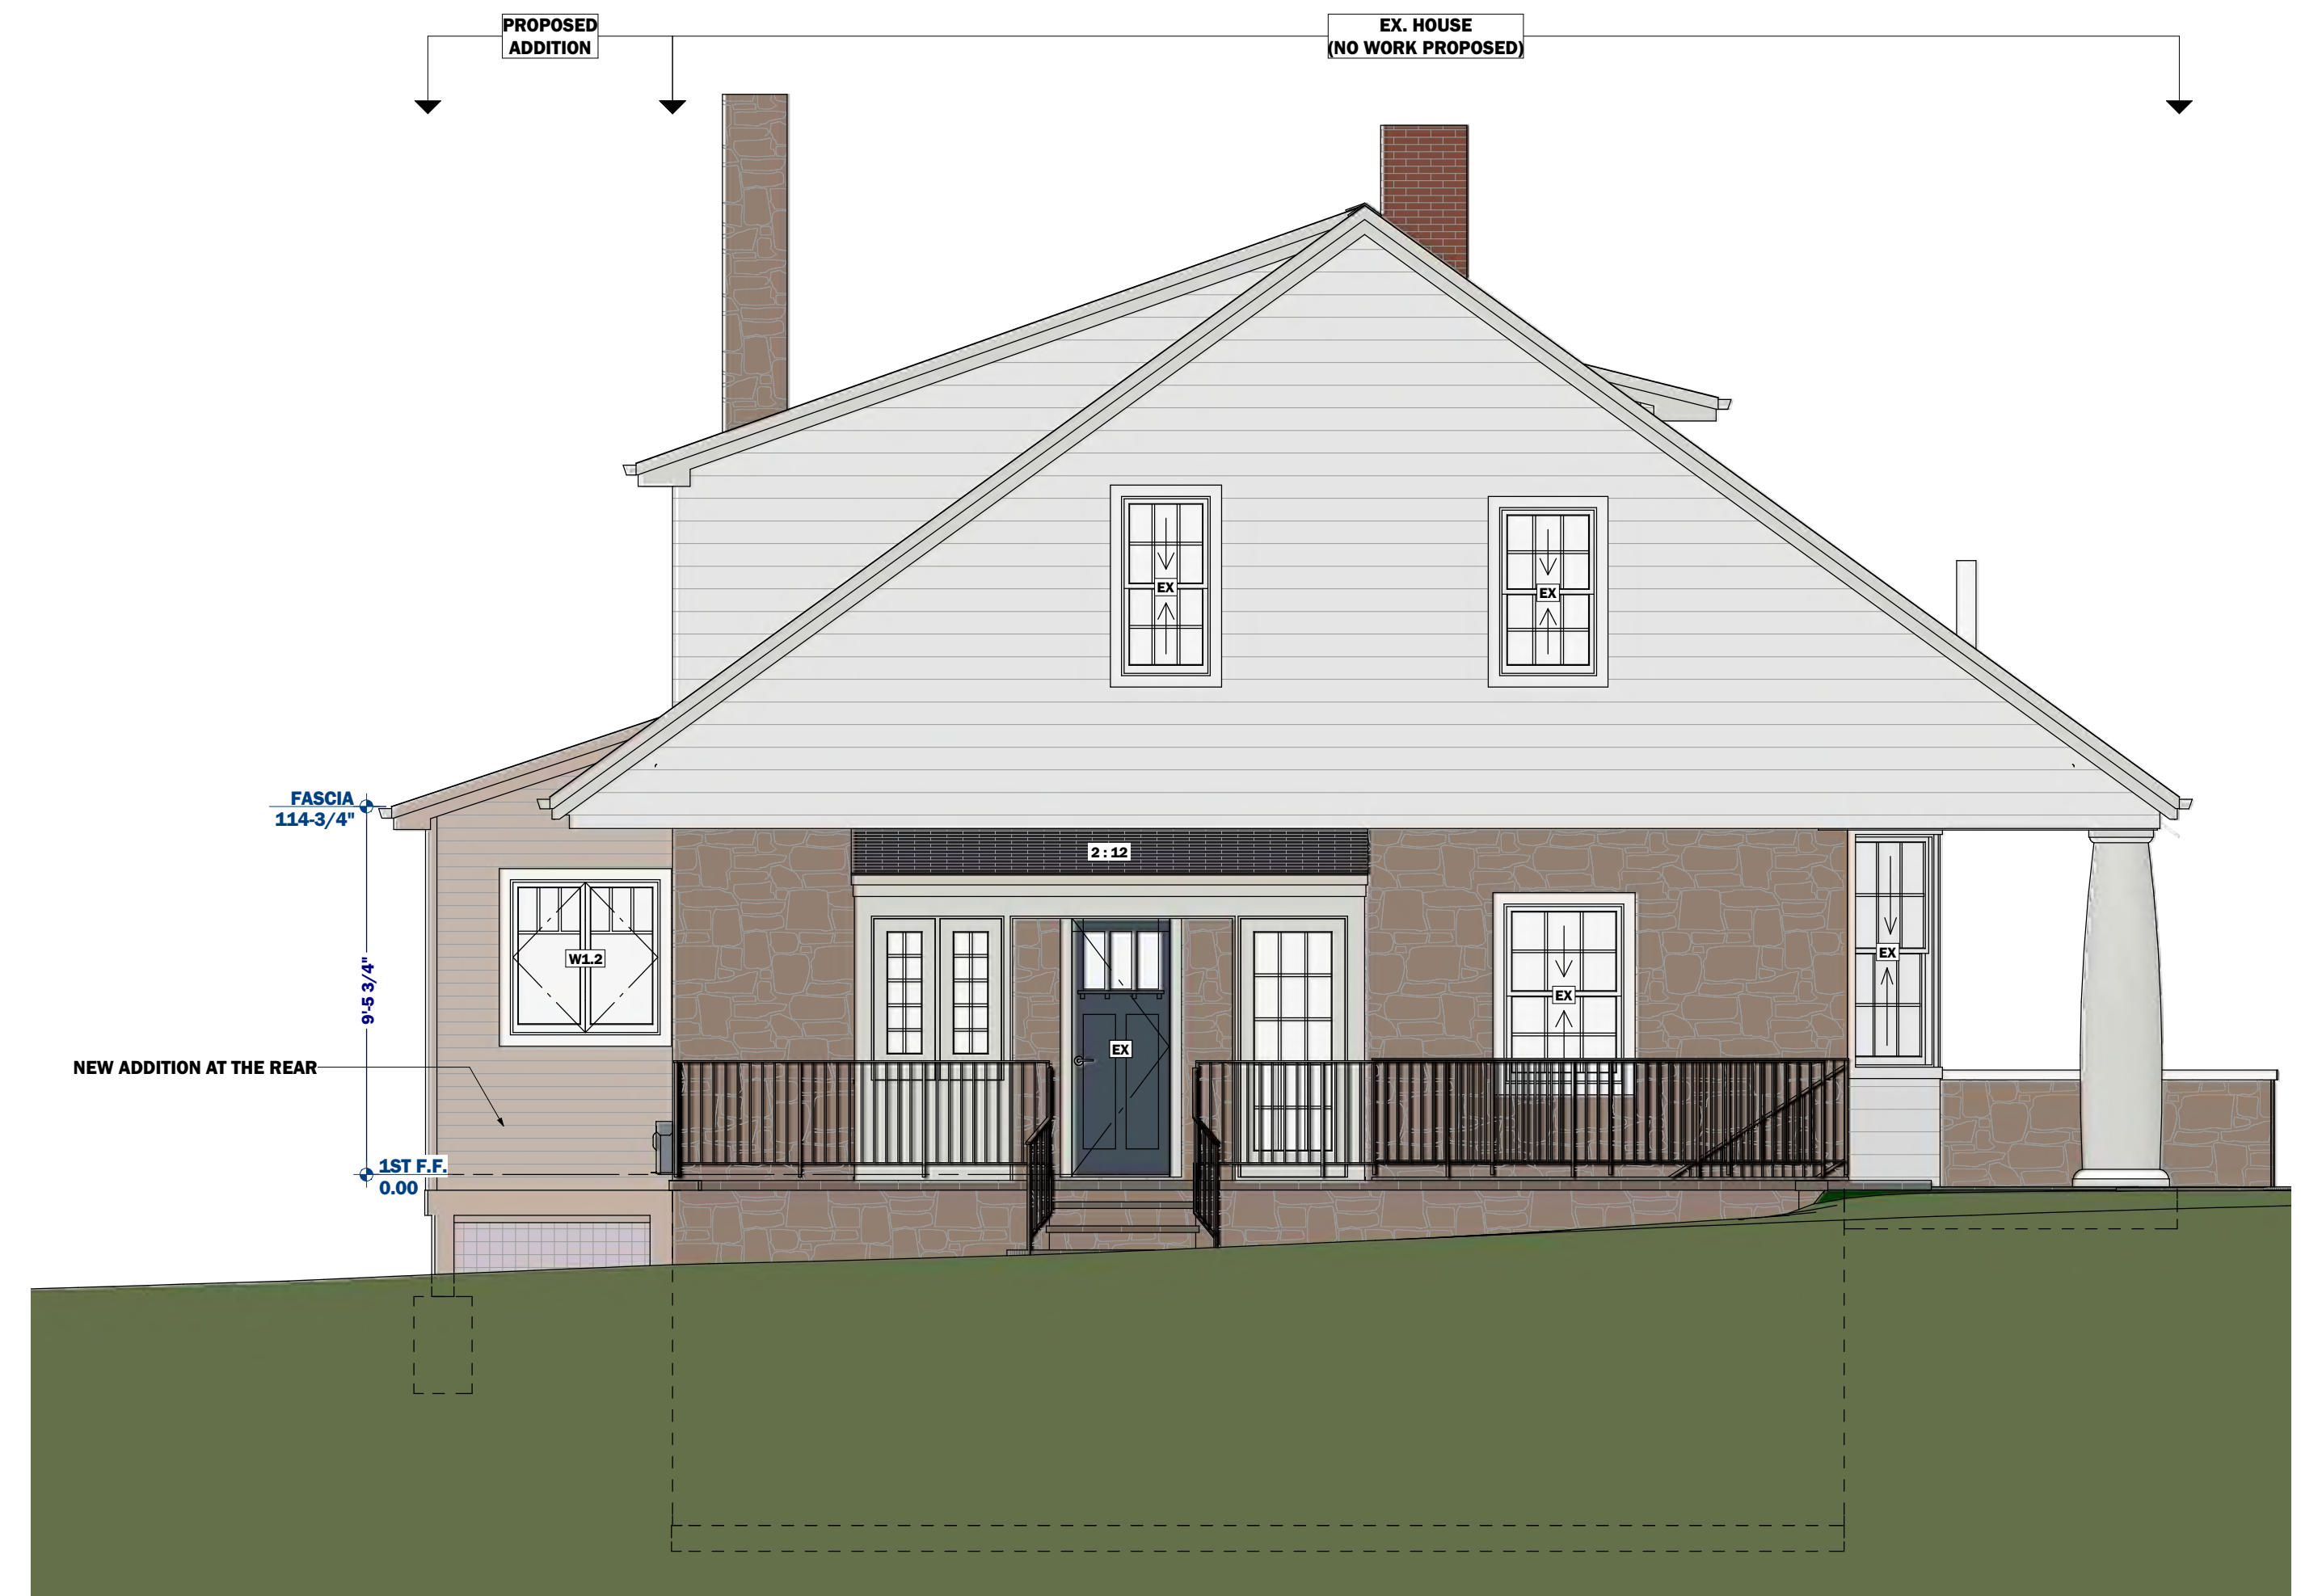 PROPOSED
ADDITION
EX. HOUSE
(NO WORK PROPOSED)
EX
EX
FASCIA
114-3/4"
2 : 12
W1.2
EX
EX
EX
9'-5 3/4"
NEW ADDITION AT THE REAR
1ST F.F.
0.00